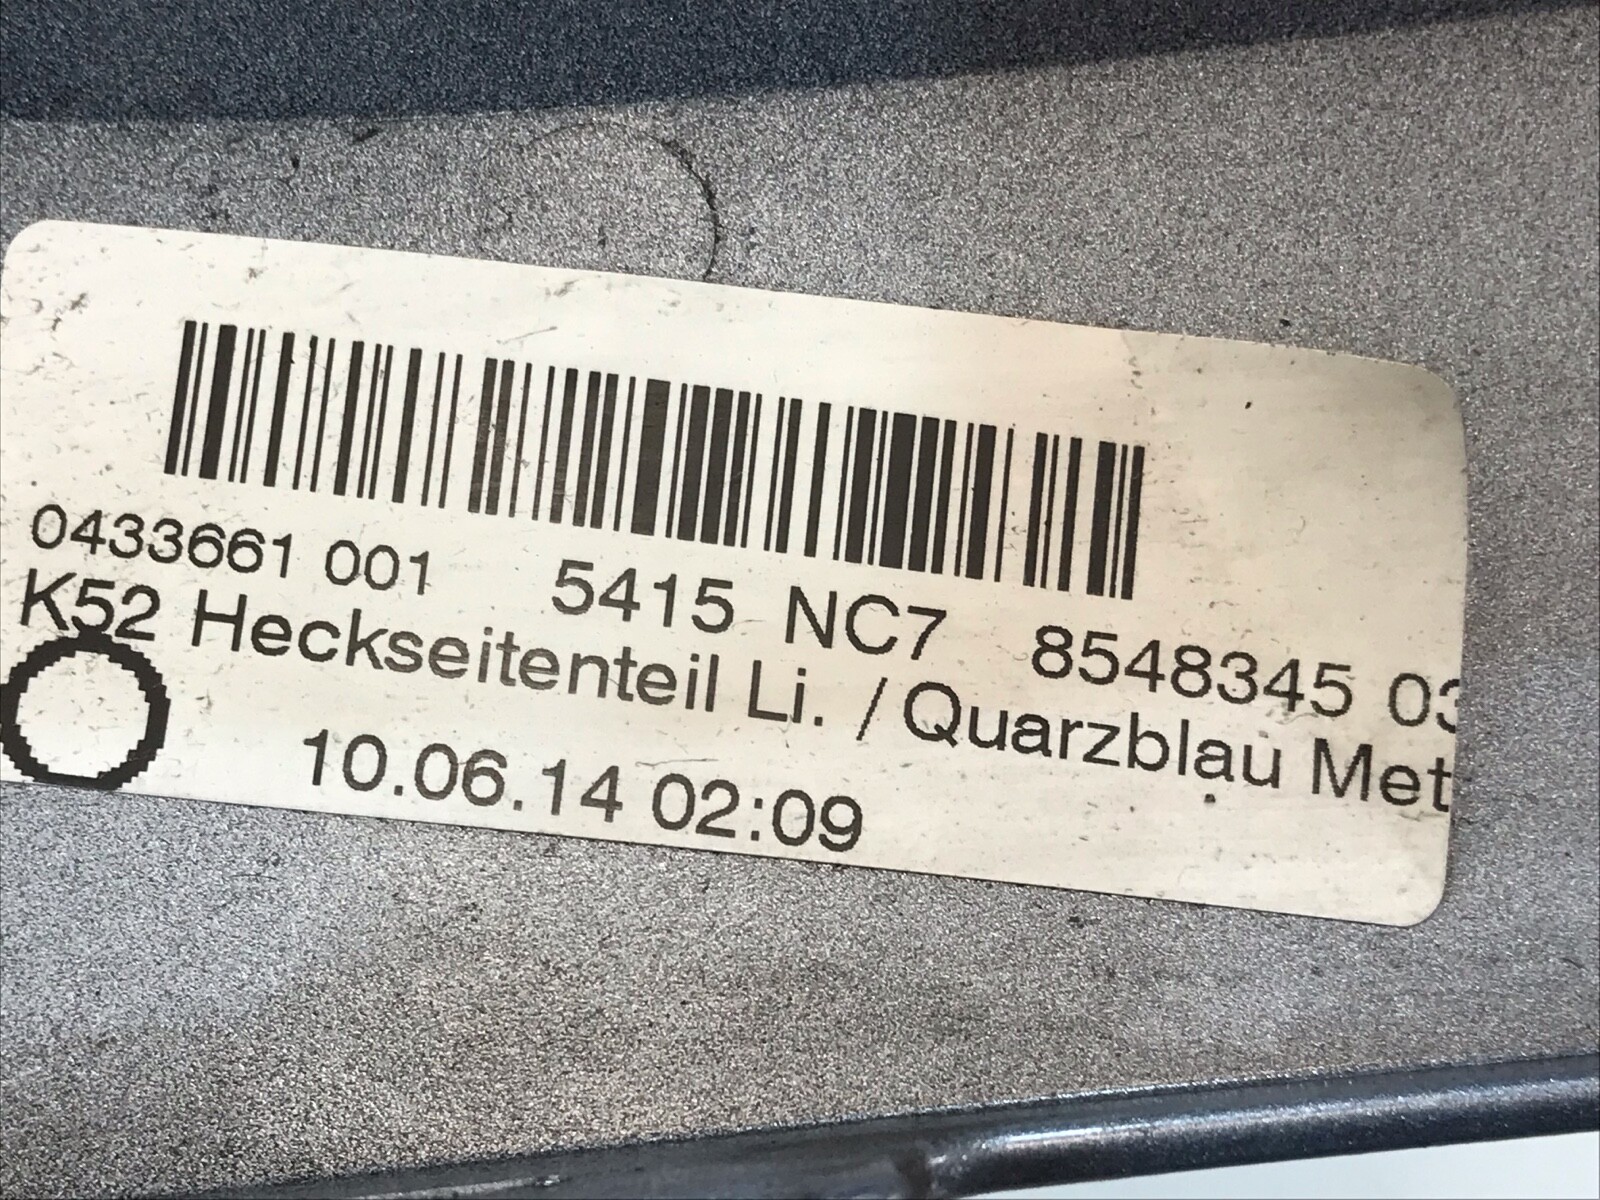 0433661 001 5415 NC7 8548345 03
K52 Heckseitenteil Li. / Quarzblau Met
10.06.14 02:09